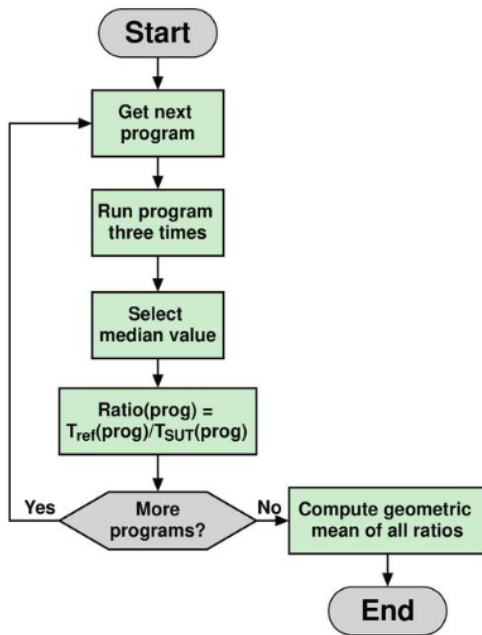 Start
Get next
program
Run program
three times
Select
median value
Ratio(prog) =
Tref(prog)/TSUT(prog)
Yes
More
programs?
No
Compute geometric
mean of all ratios
End